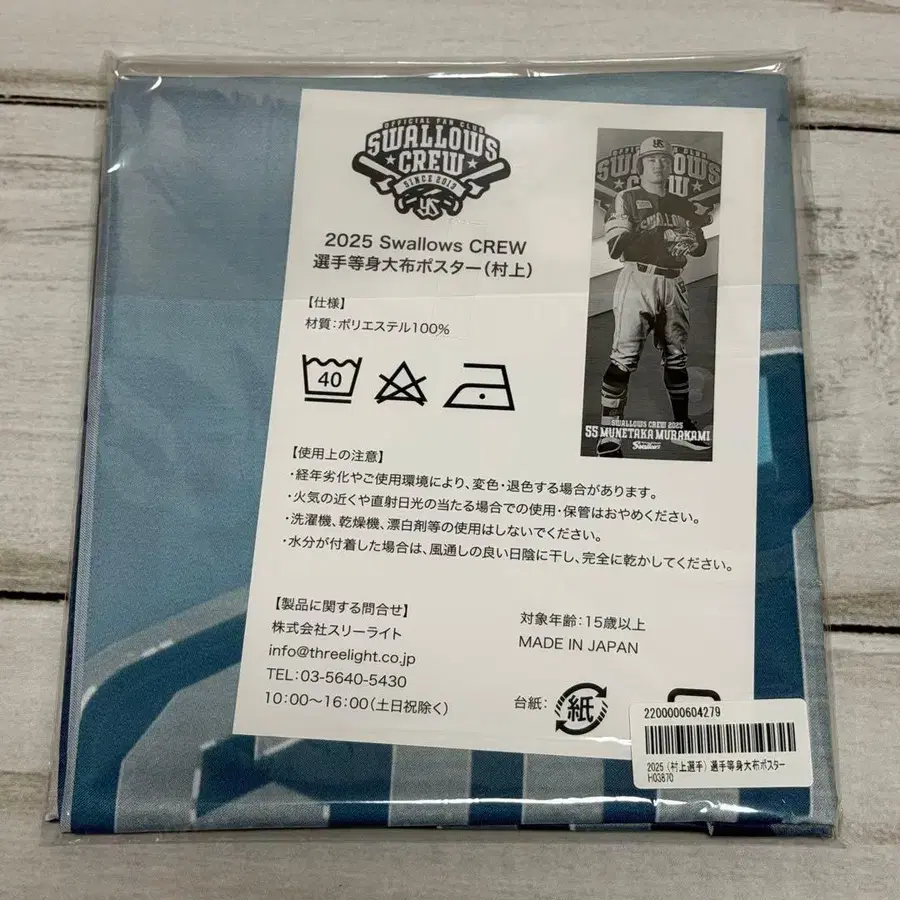 OFFICIAL FAN CLUB
SWALLOWS
CREW
SINCE 2013
YS
2025 Swallows CREW
選手等身大布ポスター(村上)
【仕様】
材質:ポリエステル100%
40
SWALLOWS
SWALLOWS CREW 2025
55 MUNETAKA MURAKAMI
Swallows
【使用上の注意】
・経年劣化やご使用環境により、変色・退色する場合があります。
・火気の近くや直射日光の当たる場合での使用・保管はおやめください。
・洗濯機、乾燥機、漂白剤等の使用はしないでください。
・水分が付着した場合は、風通しの良い日陰に干し、完全に乾かしてください。
【製品に関する問合せ】
株式会社スリーライト
info@threelight.co.jp
TEL:03-5640-5430
10:00〜16:00(土日祝除く)
対象年齢:15歳以上
MADE IN JAPAN
台紙:
紙
2200000604279
2025 (村上選手) 選手等身大布ポスター
H03870